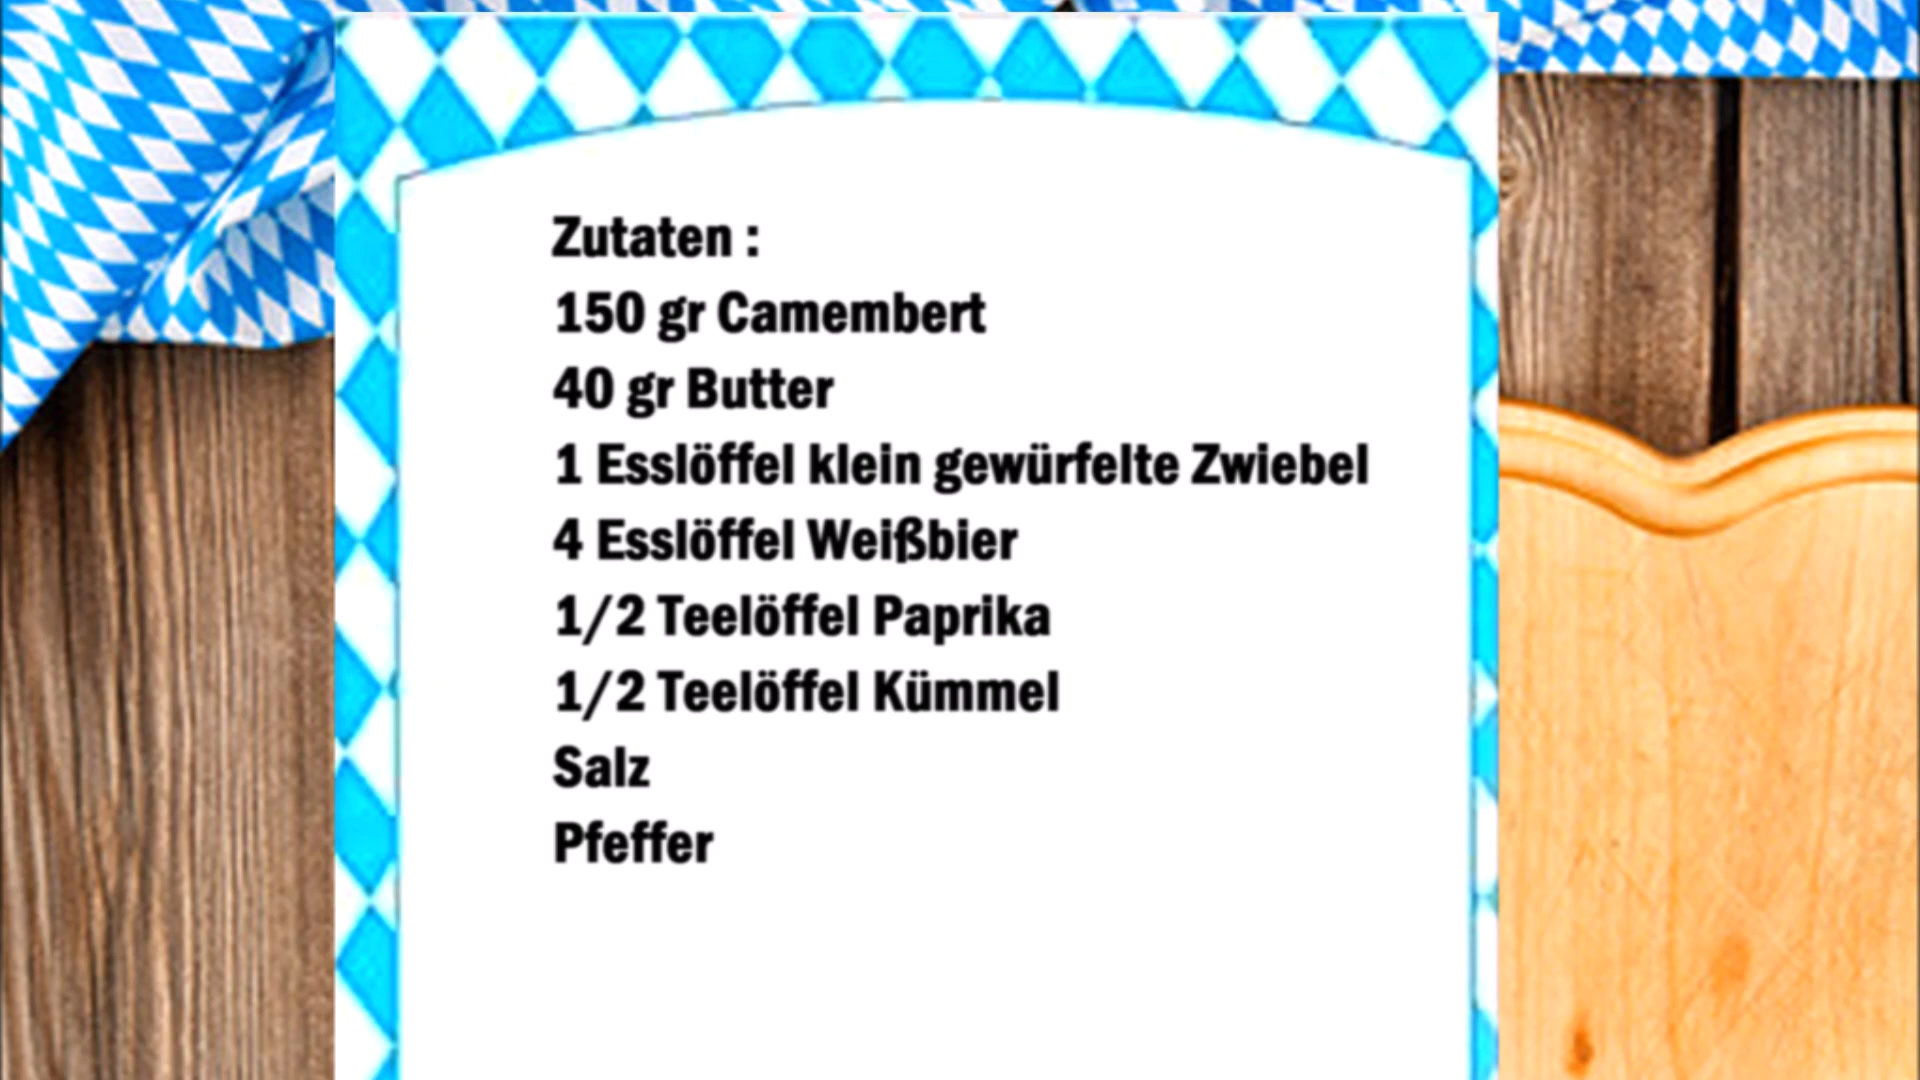 Zutaten :
150 gr Camembert
40 gr Butter
1 Esslöffel klein gewürfelte Zwiebel
4 Esslöffel Weißbier
1/2 Teelöffel Paprika
1/2 Teelöffel Kümmel
Salz
Pfeffer